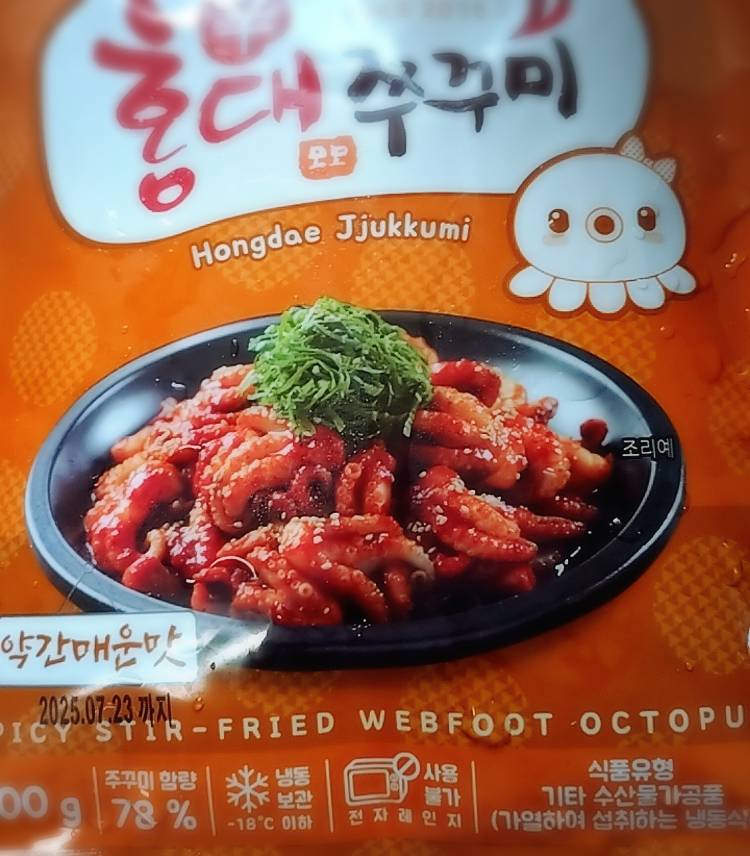 홍대 쭈꾸미
모모
Hongdae Jjukkumi
조리예
약간매운맛
2025.07.23 까지
PICY STIR-FRIED WEBFOOT OCTOPU
00 g
쭈꾸미 함량
78 %
냉동
보관
-18°C 이하
사용
불가
전자레인지
식품유형
기타 수산물가공품
(가열하여 섭취하는 냉동식